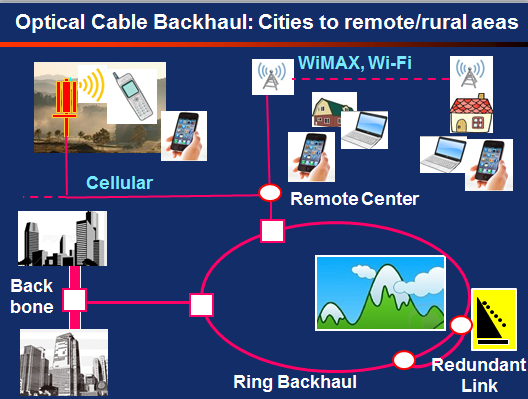 Optical Cable Backhaul: Cities to remote/rural aeas
WiMAX, Wi-Fi
Cellular
Remote Center
Back
bone
Ring Backhaul
Redundant
Link